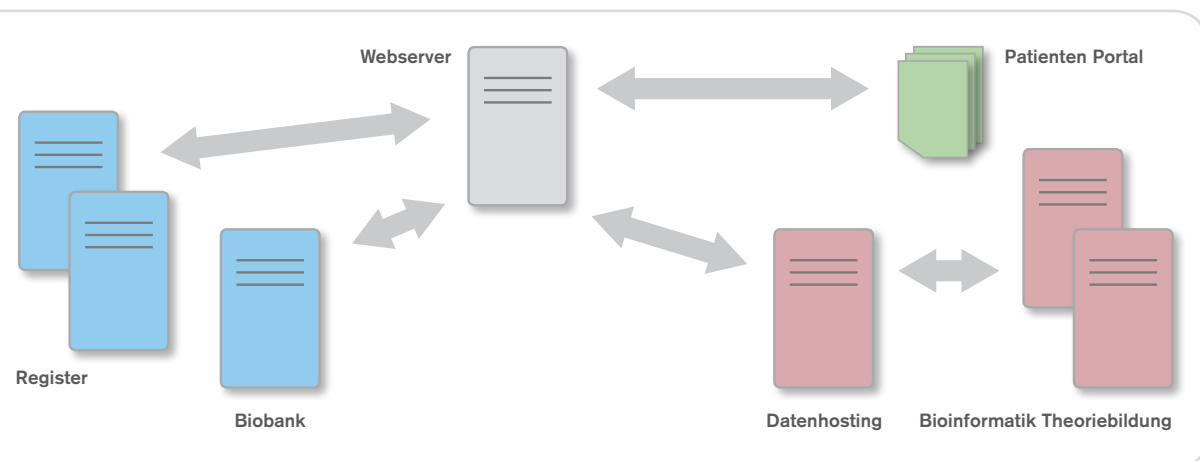 Webserver
Patienten Portal
Register
Biobank
Datenhosting
Bioinformatik Theoriebildung